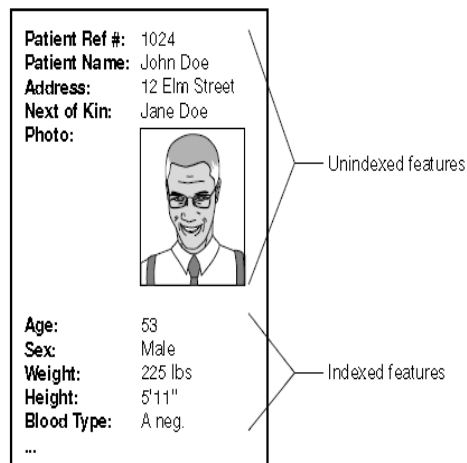 Patient Ref #: 1024
Patient Name: John Doe
Address: 12 Elm Street
Next of Kin: Jane Doe
Photo:
Unindexed features
Age: 53
Sex: Male
Weight: 225 lbs
Height: 5'11"
Blood Type: A neg.
...
Indexed features